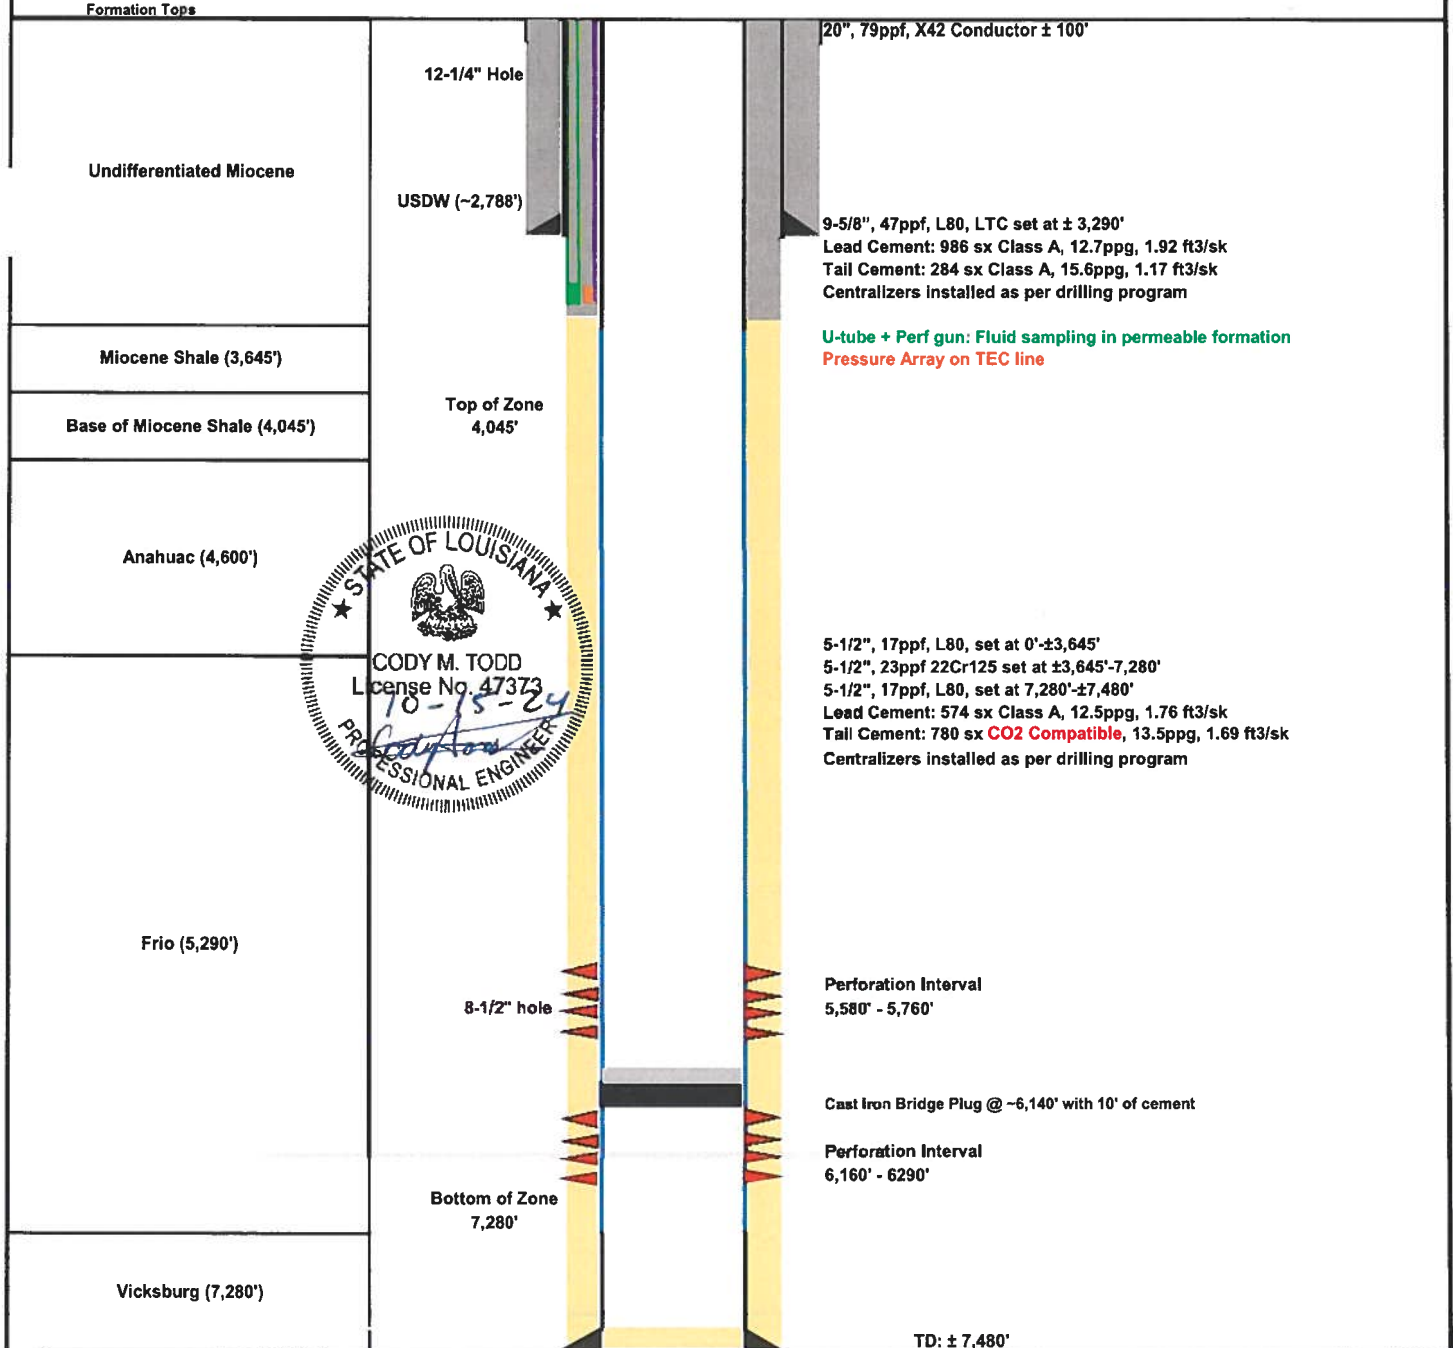 Formation Tops
20", 79ppf, X42 Conductor ± 100'
12-1/4" Hole
Undifferentiated Miocene
USDW (~2,788')
9-5/8", 47ppf, L80, LTC set at ± 3,290'
Lead Cement: 986 sx Class A, 12.7ppg, 1.92 ft3/sk
Tail Cement: 284 sx Class A, 15.6ppg, 1.17 ft3/sk
Centralizers installed as per drilling program
U-tube + Perf gun: Fluid sampling in permeable formation
Pressure Array on TEC line
Miocene Shale (3,645')
Top of Zone
4,045'
Base of Miocene Shale (4,045')
Anahuac (4,600')
STATE OF LOUISIANA
CODY M. TODD
License No. 47373
10-15-24
PROFESSIONAL ENGINEER
5-1/2", 17ppf, L80, set at 0'-±3,645'
5-1/2", 23ppf 22Cr125 set at ±3,645'-7,280'
5-1/2", 17ppf, L80, set at 7,280'-±7,480'
Lead Cement: 574 sx Class A, 12.5ppg, 1.76 ft3/sk
Tail Cement: 780 sx CO2 Compatible, 13.5ppg, 1.69 ft3/sk
Centralizers installed as per drilling program
Frio (5,290')
8-1/2" hole
Perforation Interval
5,580' - 5,760'
Cast Iron Bridge Plug @ ~6,140' with 10' of cement
Perforation Interval
6,160' - 6290'
Bottom of Zone
7,280'
Vicksburg (7,280')
TD: ± 7,480'